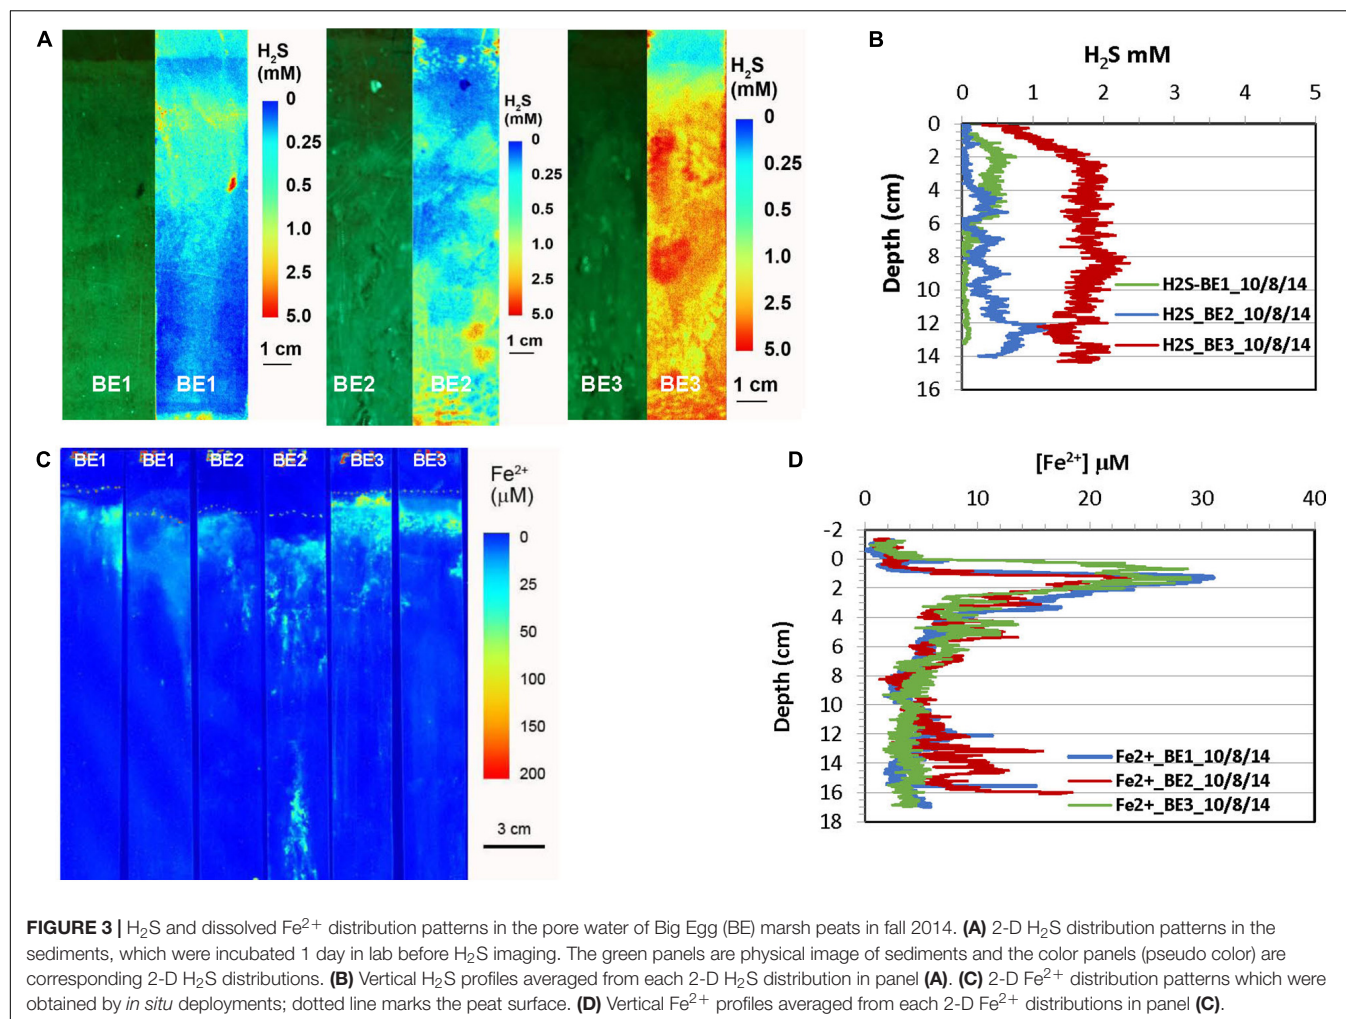 A
H2S
(mM)
0
0.25
0.5
1.0
2.5
5.0
1 cm
BE1
BE1
H2S
(mM)
0
0.25
0.5
1.0
2.5
5.0
1 cm
BE2
BE2
H2S
(mM)
0
0.25
0.5
1.0
2.5
5.0
1 cm
BE3
BE3
B
H2S mM
0 1 2 3 4 5
Depth (cm)
0
2
4
6
8
10
12
14
16
H2S-BE1_10/8/14
H2S_BE2_10/8/14
H2S_BE3_10/8/14
C
BE1 BE1 BE2 BE2 BE3 BE3
Fe2+
(µM)
0
25
50
100
150
200
3 cm
D
[Fe2+] µM
0 10 20 30 40
Depth (cm)
-2
0
2
4
6
8
10
12
14
16
18
Fe2+_BE1_10/8/14
Fe2+_BE2_10/8/14
Fe2+_BE3_10/8/14
FIGURE 3 | H2S and dissolved Fe2+ distribution patterns in the pore water of Big Egg (BE) marsh peats in fall 2014. (A) 2-D H2S distribution patterns in the
sediments, which were incubated 1 day in lab before H2S imaging. The green panels are physical image of sediments and the color panels (pseudo color) are
corresponding 2-D H2S distributions. (B) Vertical H2S profiles averaged from each 2-D H2S distribution in panel (A). (C) 2-D Fe2+ distribution patterns which were
obtained by in situ deployments; dotted line marks the peat surface. (D) Vertical Fe2+ profiles averaged from each 2-D Fe2+ distributions in panel (C).